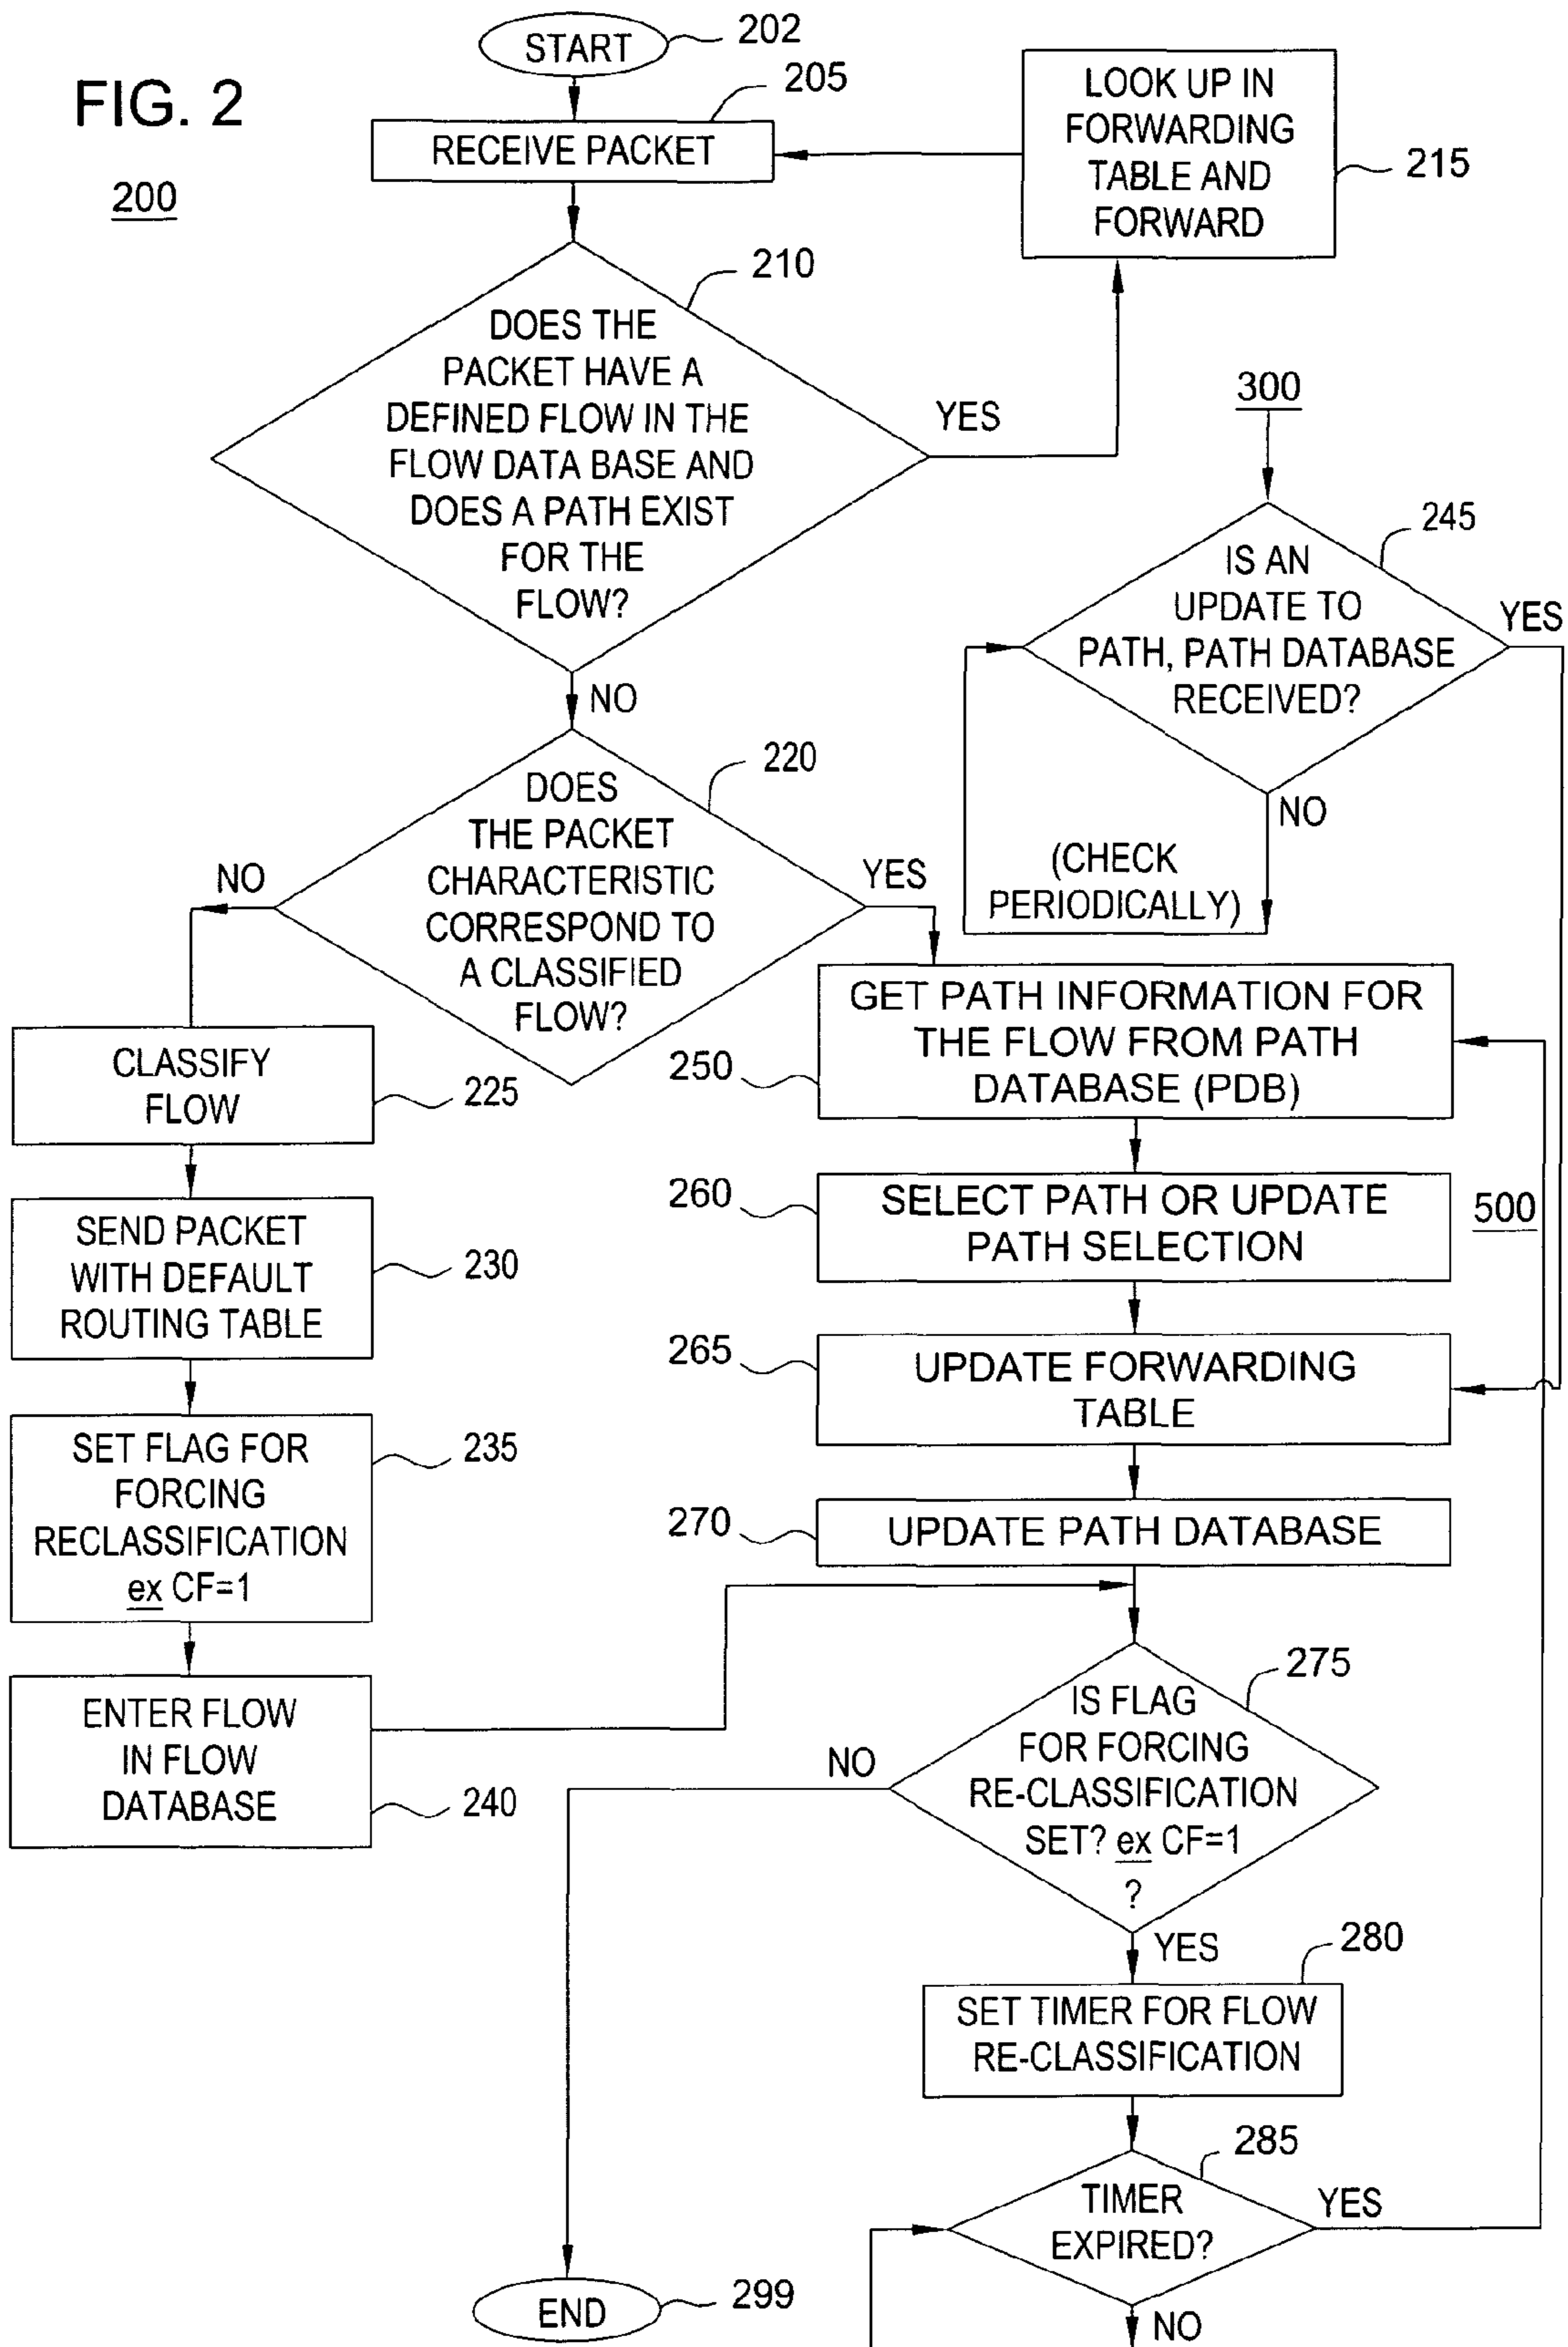 FIG. 2
200
START
202
RECEIVE PACKET
205
LOOK UP IN
FORWARDING
TABLE AND
FORWARD
215
DOES THE
PACKET HAVE A
DEFINED FLOW IN THE
FLOW DATA BASE AND
DOES A PATH EXIST
FOR THE
FLOW?
210
YES
NO
300
IS AN
UPDATE TO
PATH, PATH DATABASE
RECEIVED?
245
YES
NO
(CHECK
PERIODICALLY)
DOES
THE PACKET
CHARACTERISTIC
CORRESPOND TO
A CLASSIFIED
FLOW?
220
NO
YES
CLASSIFY
FLOW
225
SEND PACKET
WITH DEFAULT
ROUTING TABLE
230
SET FLAG FOR
FORCING
RECLASSIFICATION
ex CF=1
235
ENTER FLOW
IN FLOW
DATABASE
240
GET PATH INFORMATION FOR
THE FLOW FROM PATH
DATABASE (PDB)
250
SELECT PATH OR UPDATE
PATH SELECTION
260
500
UPDATE FORWARDING
TABLE
265
UPDATE PATH DATABASE
270
IS FLAG
FOR FORCING
RE-CLASSIFICATION
SET? ex CF=1
?
275
NO
YES
SET TIMER FOR FLOW
RE-CLASSIFICATION
280
TIMER
EXPIRED?
285
YES
NO
END
299